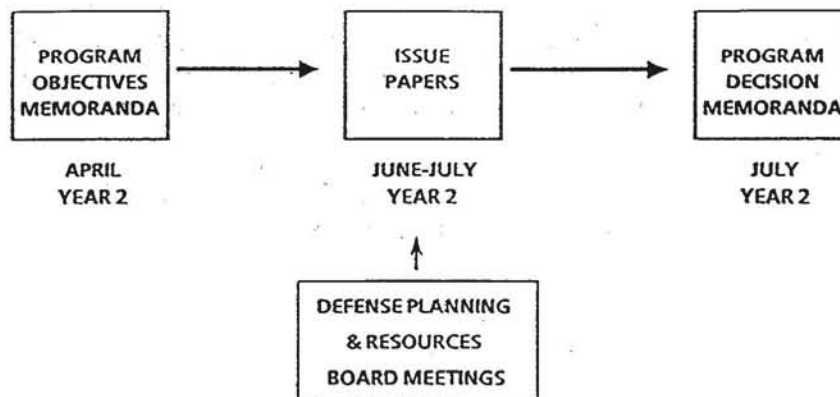 PROGRAM
OBJECTIVES
MEMORANDA
ISSUE
PAPERS
PROGRAM
DECISION
MEMORANDA
APRIL
YEAR 2
JUNE-JULY
YEAR 2
JULY
YEAR 2
DEFENSE PLANNING
& RESOURCES
BOARD MEETINGS